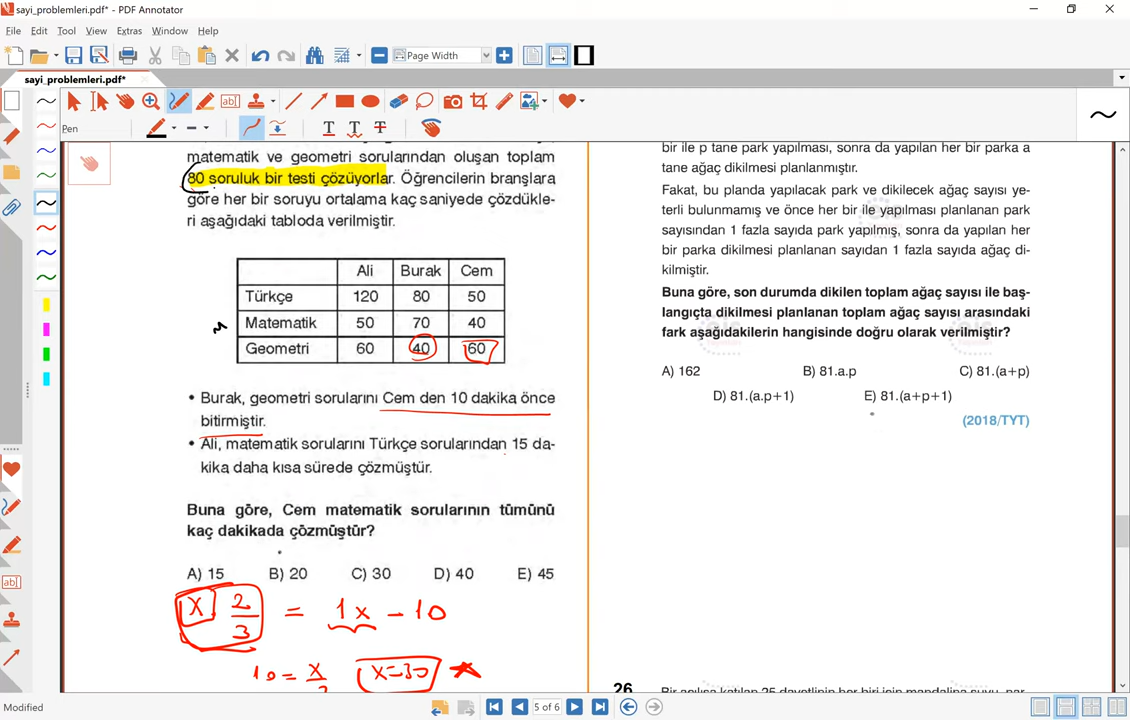 sayi_problemleri.pdf* - PDF Annotator
File Edit Tool View Extras Window Help
Page Width
sayi_problemleri.pdf*
Pen
matematik ve geometri sorularından oluşan toplam
80 soruluk bir testi çözüyorlar. Öğrencilerin branşlara
göre her bir soruyu ortalama kaç saniyede çözdükle-
ri aşağıdaki tabloda verilmiştir.
Ali Burak Cem
Türkçe 120 80 50
Matematik 50 70 40
Geometri 60 40 60
• Burak, geometri sorularını Cem den 10 dakika önce
bitirmiştir.
• Ali, matematik sorularını Türkçe sorularından 15 da-
kika daha kısa sürede çözmüştür.
Buna göre, Cem matematik sorularının tümünü
kaç dakikada çözmüştür?
A) 15 B) 20 C) 30 D) 40 E) 45
x 2/3 = 1x - 10
10 = x
x=30
bir ile p tane park yapılması, sonra da yapılan her bir parka a
tane ağaç dikilmesi planlanmıştır.
Fakat, bu planda yapılacak park ve dikilecek ağaç sayısı ye-
terli bulunmamış ve önce her bir ile yapılması planlanan park
sayısından 1 fazla sayıda park yapılmış, sonra da yapılan her
bir parka dikilmesi planlanan sayıdan 1 fazla sayıda ağaç di-
kilmiştir.
Buna göre, son durumda dikilen toplam ağaç sayısı ile baş-
langıçta dikilmesi planlanan toplam ağaç sayısı arasındaki
fark aşağıdakilerin hangisinde doğru olarak verilmiştir?
A) 162 B) 81.a.p C) 81.(a+p)
D) 81.(a.p+1) E) 81.(a+p+1)
(2018/TYT)
26
Modified
5 of 6